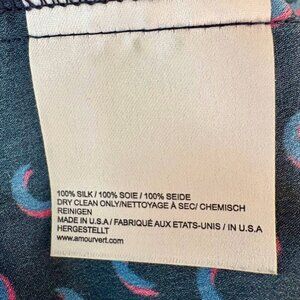 100% SILK / 100% SOIE / 100% SEIDE
DRY CLEAN ONLY/NETTOYAGE À SEC/ CHEMISCH
REINIGEN
MADE IN U.S.A / FABRIQUÉ AUX ETATS-UNIS / IN U.S.A
HERGESTELLT
www.amourvert.com